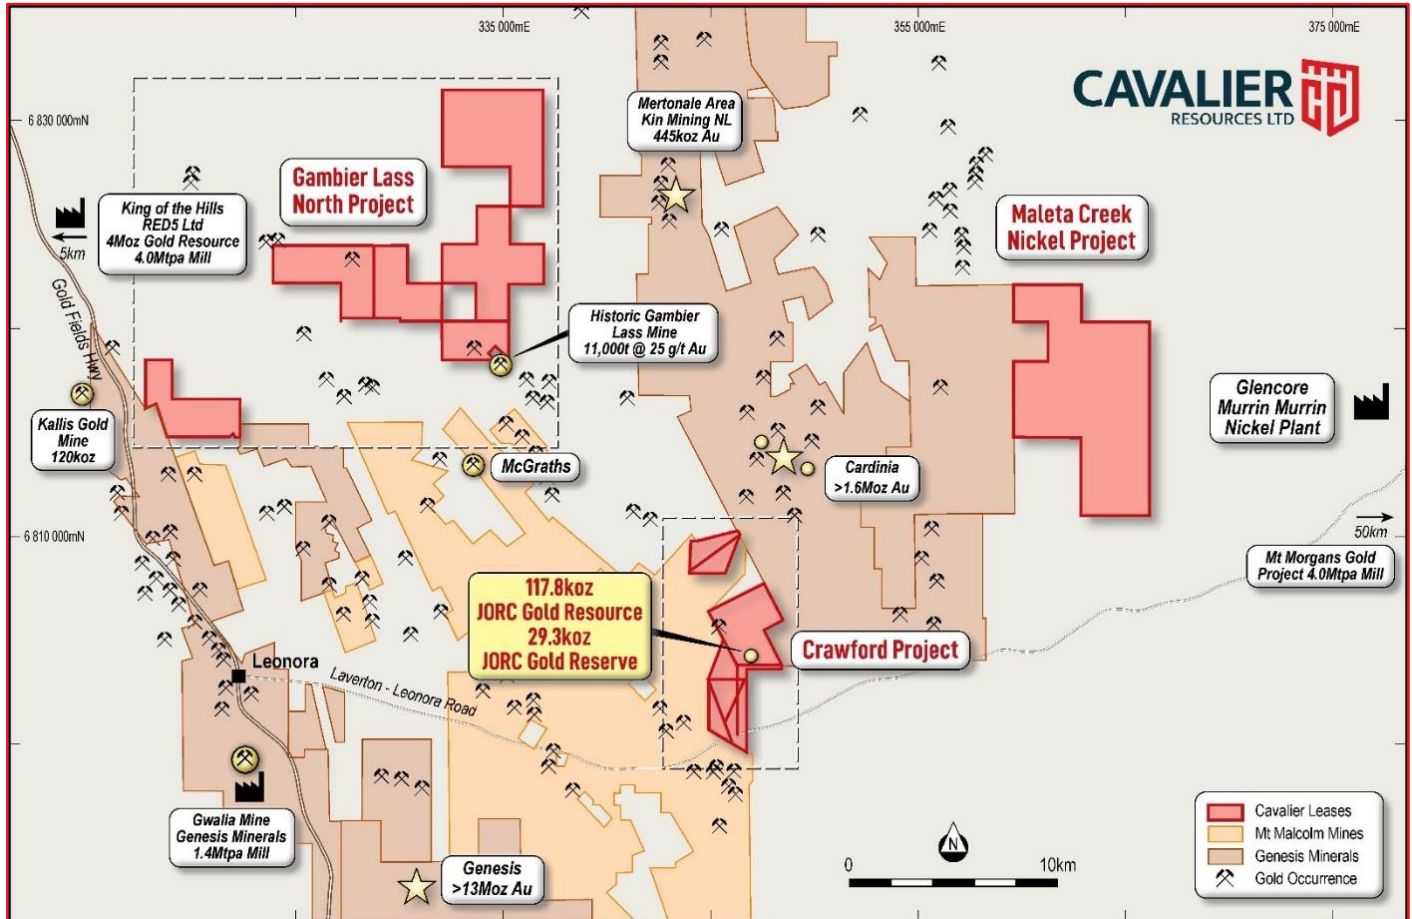 335 000mE
355 000mE
375 000mE
CAVALIER
RESOURCES LTD
6 830 000mN
Mertonale Area
Kin Mining NL
445koz Au
Gambier Lass
North Project
King of the Hills
RED5 Ltd
4Moz Gold Resource
4.0Mtpa Mill
5km
Maleta Creek
Nickel Project
Gold Fields Hwy
Historic Gambier
Lass Mine
11,000t @ 25 g/t Au
Glencore
Murrin Murrin
Nickel Plant
Kallis Gold
Mine
120koz
McGraths
Cardinia
>1.6Moz Au
6 810 000mN
50km
Mt Morgans Gold
Project 4.0Mtpa Mill
117.8koz
JORC Gold Resource
29.3koz
JORC Gold Reserve
Crawford Project
Leonora
Laverton - Leonora Road
Gwalia Mine
Genesis Minerals
1.4Mtpa Mill
Genesis
>13Moz Au
N
0
10km
Cavalier Leases
Mt Malcolm Mines
Genesis Minerals
Gold Occurrence